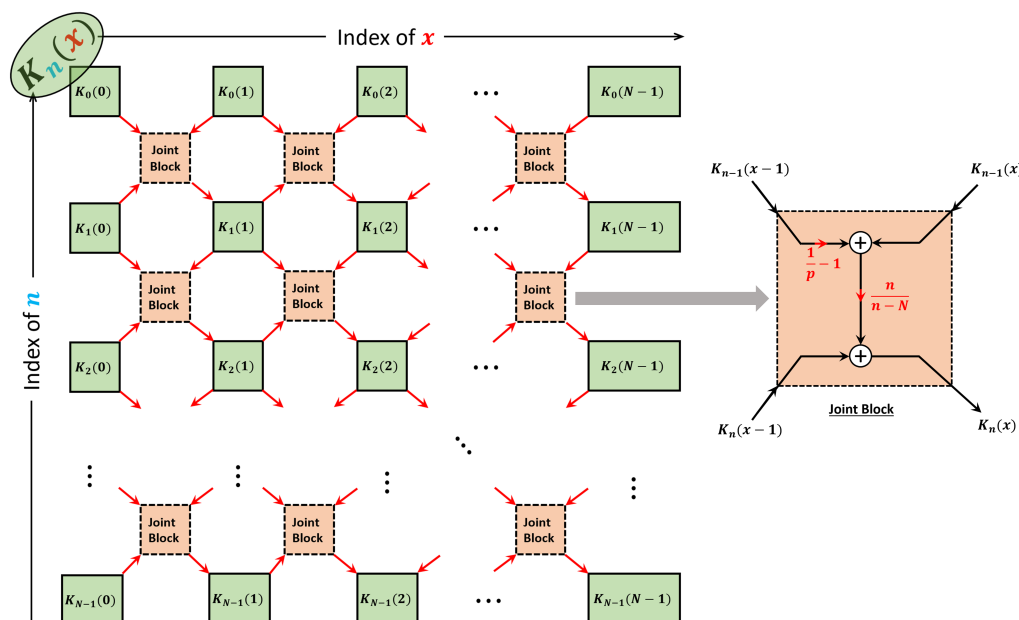 Index of x
K_n(x)
K_0(0) K_0(1) K_0(2) ... K_0(N − 1)
Joint Block
Joint Block
Joint Block
K_1(0) K_1(1) K_1(2) ... K_1(N − 1)
Joint Block
Joint Block
Joint Block
K_2(0) K_2(1) K_2(2) ... K_2(N − 1)
Joint Block
Joint Block
Joint Block
K_{N−1}(0) K_{N−1}(1) K_{N−1}(2) ... K_{N−1}(N − 1)
Index of n
K_{n−1}(x − 1) K_{n−1}(x)
+
1/p − 1
n/(n − N)
+
K_n(x − 1) K_n(x)
Joint Block